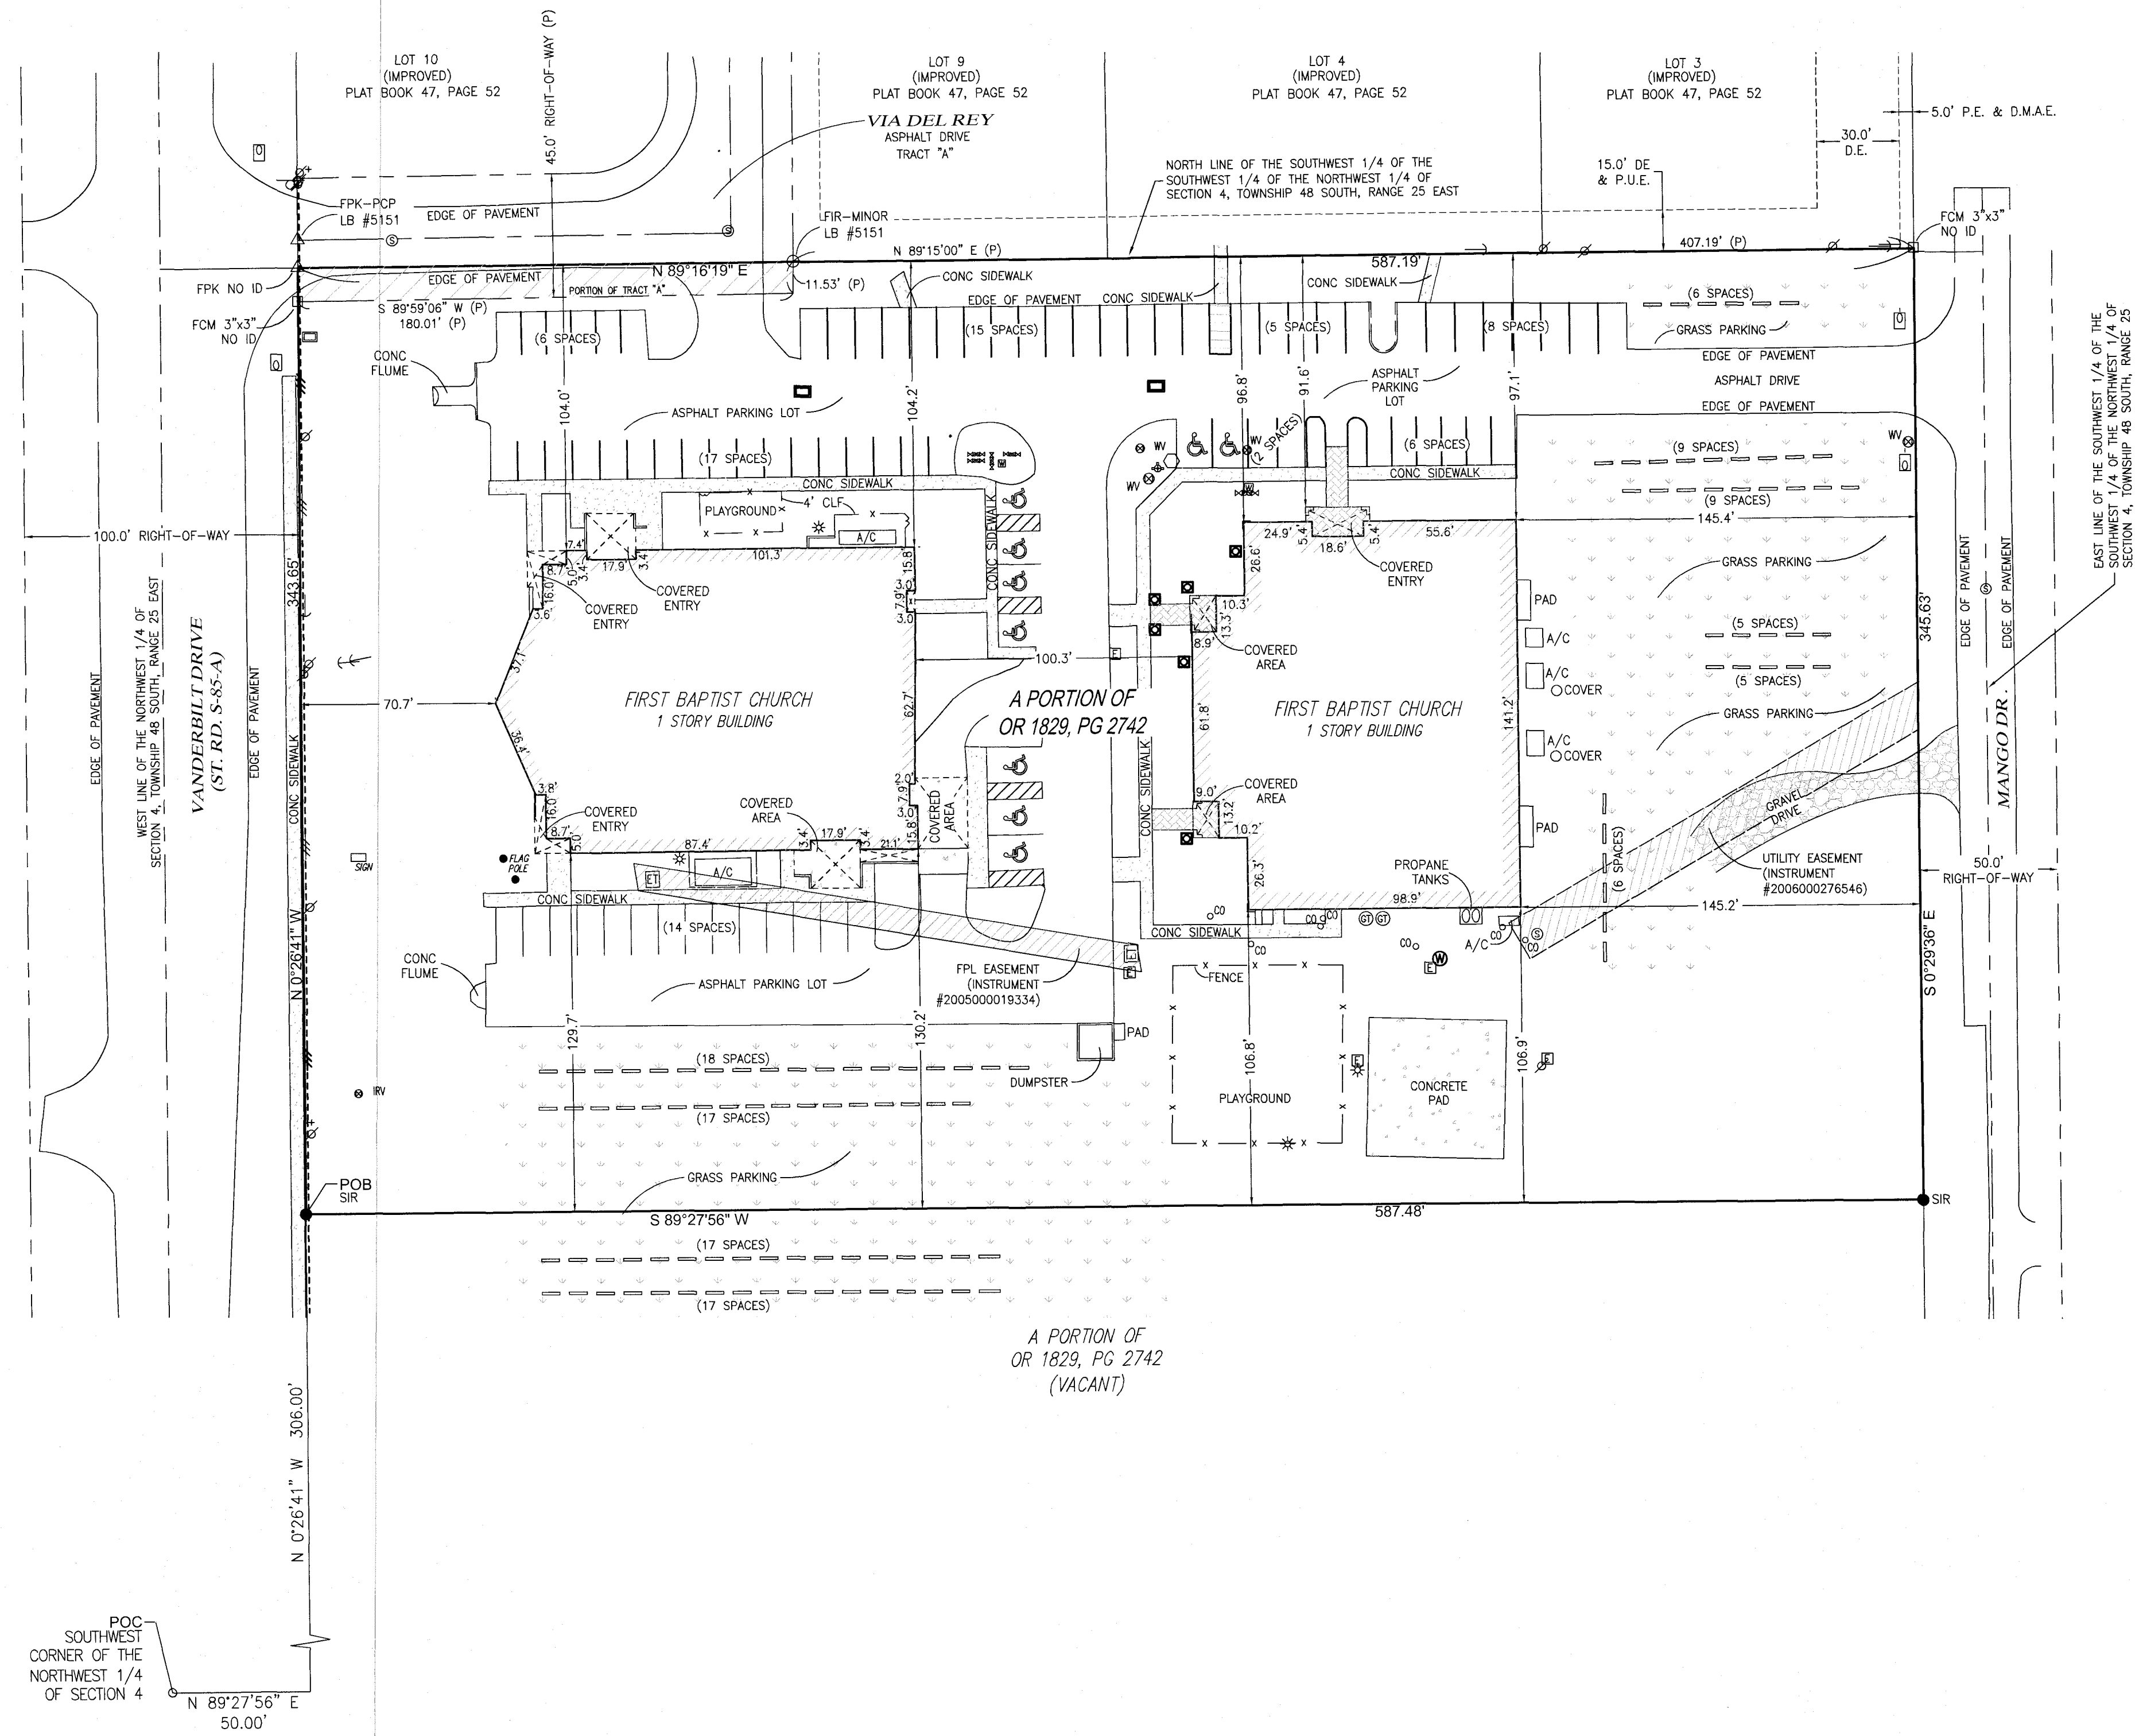 LOT 10
(IMPROVED)
PLAT BOOK 47, PAGE 52
45.0' RIGHT-OF-WAY (P)
LOT 9
(IMPROVED)
PLAT BOOK 47, PAGE 52
LOT 4
(IMPROVED)
PLAT BOOK 47, PAGE 52
LOT 3
(IMPROVED)
PLAT BOOK 47, PAGE 52
5.0' P.E. & D.M.A.E.
30.0'
D.E.
VIA DEL REY
ASPHALT DRIVE
TRACT "A"
NORTH LINE OF THE SOUTHWEST 1/4 OF THE
SOUTHWEST 1/4 OF THE NORTHWEST 1/4 OF
SECTION 4, TOWNSHIP 48 SOUTH, RANGE 25 EAST
15.0' DE
& P.U.E.
FPK-PCP
LB #5151
EDGE OF PAVEMENT
FIR-MINOR
LB #5151
FCM 3"x3"
NO ID
N 89°15'00" E (P)
407.19' (P)
587.19'
N 89°16'19" E
EDGE OF PAVEMENT
FPK NO ID
PORTION OF TRACT "A"
11.53' (P)
CONC SIDEWALK
EDGE OF PAVEMENT
CONC SIDEWALK
CONC SIDEWALK
(6 SPACES)
S 89°59'06" W (P)
180.01' (P)
FCM 3"x3"
NO ID
(6 SPACES)
(15 SPACES)
(5 SPACES)
(8 SPACES)
GRASS PARKING
EDGE OF PAVEMENT
CONC
FLUME
ASPHALT
PARKING
LOT
ASPHALT DRIVE
EDGE OF PAVEMENT
104.0'
104.2'
96.8'
91.6'
97.1'
ASPHALT PARKING LOT
(17 SPACES)
WV
WV
WV
(2 SPACES)
(6 SPACES)
(9 SPACES)
WV
CONC SIDEWALK
CONC SIDEWALK
(9 SPACES)
PLAYGROUND
4' CLF
A/C
W
W
CONC SIDEWALK
145.4'
100.0' RIGHT-OF-WAY
343.65'
7.4'
8.7'
5.0'
3.4'
17.9'
3.4'
101.3'
15.8'
16.0'
3.6'
COVERED
ENTRY
COVERED
ENTRY
3.0'
7.9'
3.0'
24.9'
5.4'
18.6'
5.4'
55.6'
26.6'
COVERED
ENTRY
10.3'
13.3'
8.9'
COVERED
AREA
PAD
A/C
A/C
COVER
A/C
COVER
PAD
GRASS PARKING
(5 SPACES)
(5 SPACES)
GRASS PARKING
345.63'
EDGE OF PAVEMENT
EDGE OF PAVEMENT
S
MANGO DR.
EAST LINE OF THE SOUTHWEST 1/4 OF THE
SOUTHWEST 1/4 OF THE NORTHWEST 1/4 OF
SECTION 4, TOWNSHIP 48 SOUTH, RANGE 25
EDGE OF PAVEMENT
WEST LINE OF THE NORTHWEST 1/4 OF
SECTION 4, TOWNSHIP 48 SOUTH, RANGE 25 EAST
VANDERBILT DRIVE
(ST. RD. S-85-A)
EDGE OF PAVEMENT
CONC SIDEWALK
70.7'
37.1'
36.4'
FIRST BAPTIST CHURCH
1 STORY BUILDING
62.7'
100.3'
E
A PORTION OF
OR 1829, PG 2742
61.8'
FIRST BAPTIST CHURCH
1 STORY BUILDING
141.2'
CONC SIDEWALK
3.8'
16.0'
8.7'
5.0'
COVERED
ENTRY
COVERED
AREA
87.4'
3.4'
17.9'
3.4'
21.1'
2.0'
7.9'
3.0'
15.8'
COVERED
AREA
9.0'
13.2'
10.2'
COVERED
AREA
26.3'
98.9'
GRAVEL
DRIVE
UTILITY EASEMENT
(INSTRUMENT
#2006000276546)
(6 SPACES)
50.0'
RIGHT-OF-WAY
145.2'
PROPANE
TANKS
FLAG
POLE
SIGN
ET
A/C
CONC SIDEWALK
(14 SPACES)
CONC SIDEWALK
CO
CO
CO
CO
GT
GT
CO
CO
CO
S
A/C
W
E
N 0°26'41" W
S 0°29'36" E
CONC
FLUME
ASPHALT PARKING LOT
FPL EASEMENT
(INSTRUMENT
#2005000019334)
ET
E
FENCE
129.7'
130.2'
106.8'
106.9'
PAD
DUMPSTER
(18 SPACES)
(17 SPACES)
IRV
PLAYGROUND
E
E
CONCRETE
PAD
GRASS PARKING
POB
SIR
SIR
S 89°27'56" W
587.48'
(17 SPACES)
(17 SPACES)
A PORTION OF
OR 1829, PG 2742
(VACANT)
N 0°26'41" W 306.00'
POC
SOUTHWEST
CORNER OF THE
NORTHWEST 1/4
OF SECTION 4
N 89°27'56" E
50.00'